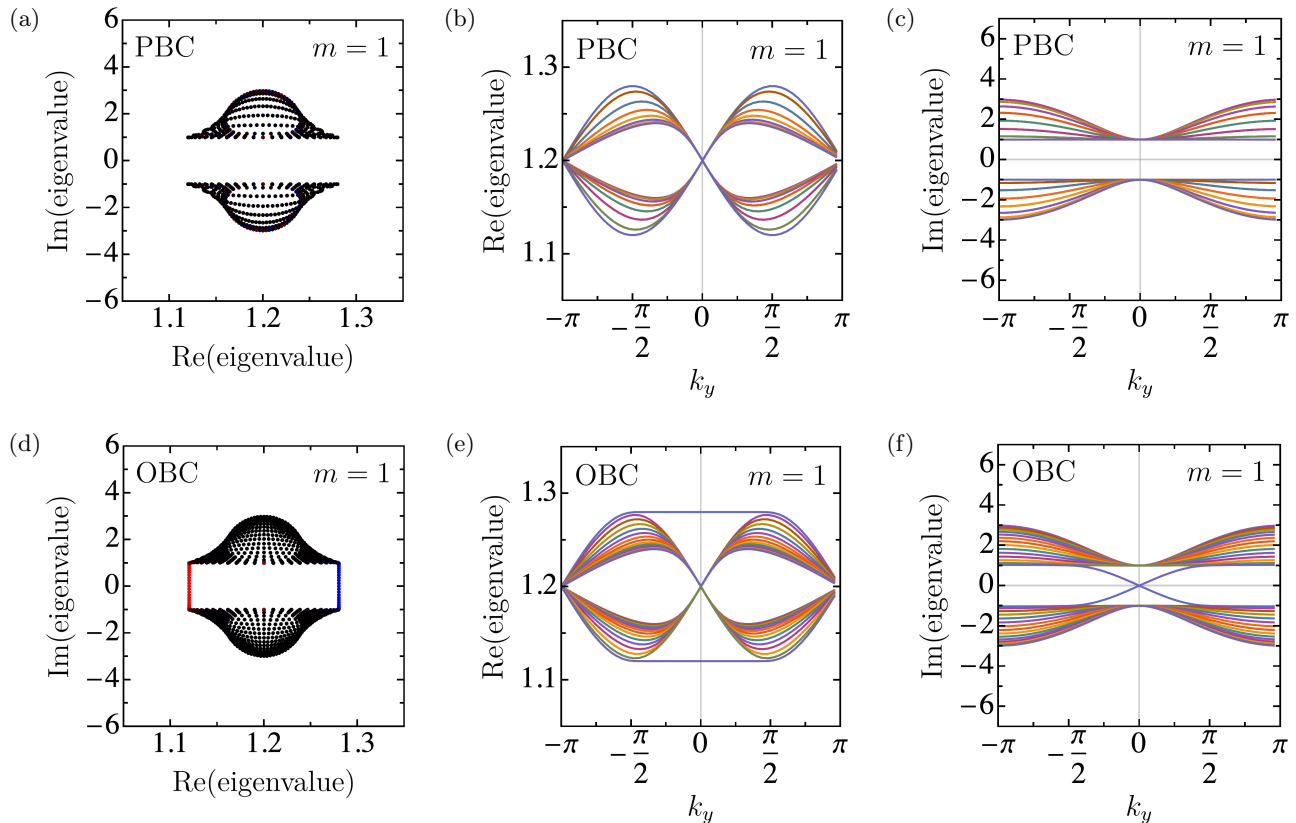 (a)
PBC
m = 1
Im(eigenvalue)
6
4
2
0
−2
−4
−6
1.1
1.2
1.3
Re(eigenvalue)
(b)
PBC
m = 1
Re(eigenvalue)
1.3
1.2
1.1
−π
−π/2
0
π/2
π
k_y
(c)
PBC
m = 1
Im(eigenvalue)
6
4
2
0
−2
−4
−6
−π
−π/2
0
π/2
π
k_y
(d)
OBC
m = 1
Im(eigenvalue)
6
4
2
0
−2
−4
−6
1.1
1.2
1.3
Re(eigenvalue)
(e)
OBC
m = 1
Re(eigenvalue)
1.3
1.2
1.1
−π
−π/2
0
π/2
π
k_y
(f)
OBC
m = 1
Im(eigenvalue)
6
4
2
0
−2
−4
−6
−π
−π/2
0
π/2
π
k_y